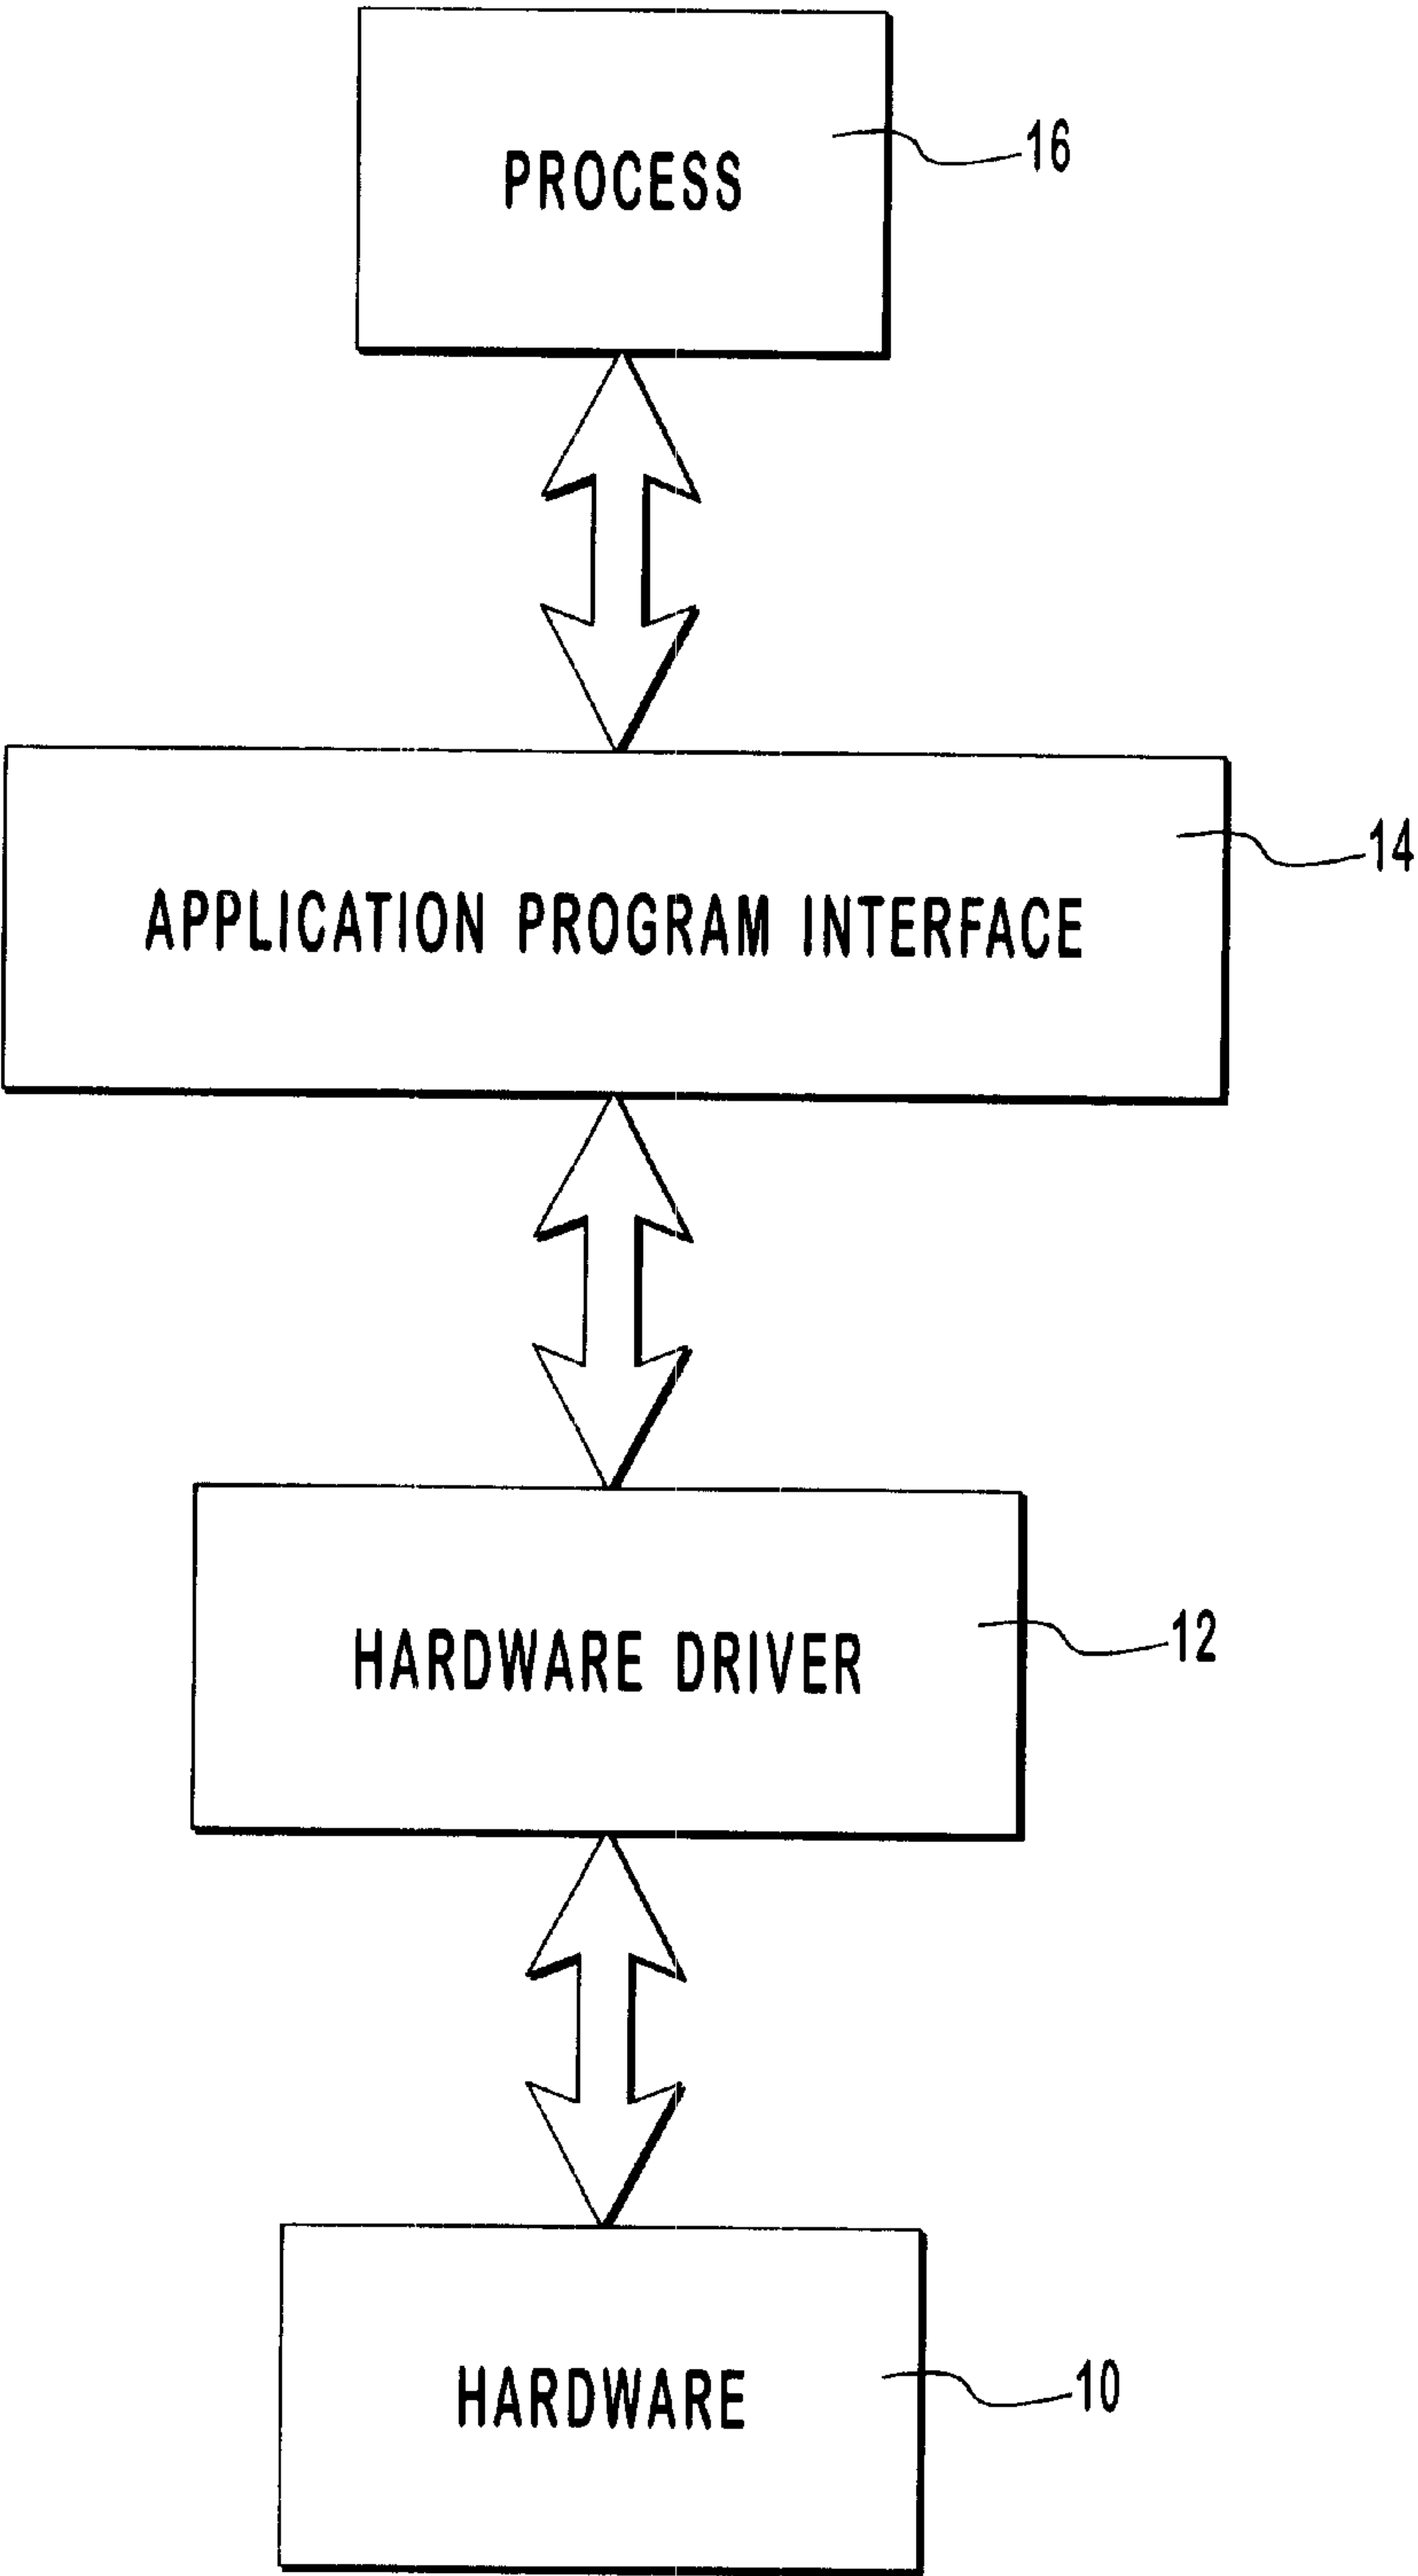 PROCESS
16
APPLICATION PROGRAM INTERFACE
14
HARDWARE DRIVER
12
HARDWARE
10